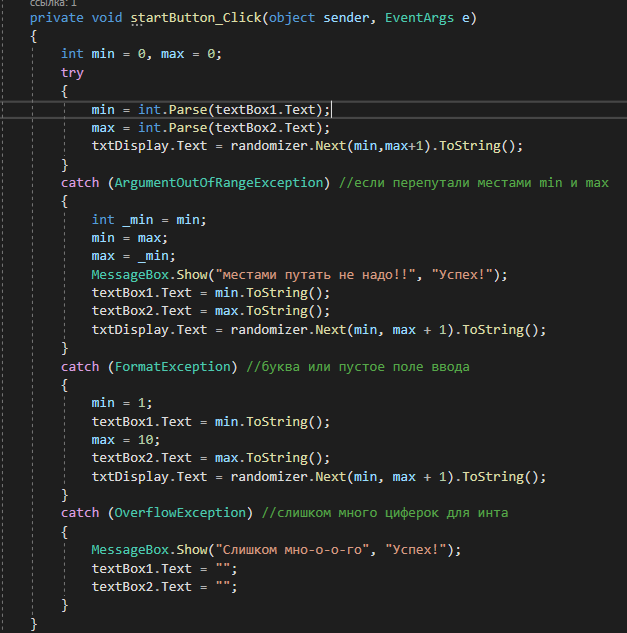 ссылка: 1
private void startButton_Click(object sender, EventArgs e)
{
    int min = 0, max = 0;
    try
    {
        min = int.Parse(textBox1.Text);
        max = int.Parse(textBox2.Text);
        txtDisplay.Text = randomizer.Next(min,max+1).ToString();
    }
    catch (ArgumentOutOfRangeException) //если перепутали местами min и max
    {
        int _min = min;
        min = max;
        max = _min;
        MessageBox.Show("местами путать не надо!!", "Успех!");
        textBox1.Text = min.ToString();
        textBox2.Text = max.ToString();
        txtDisplay.Text = randomizer.Next(min, max + 1).ToString();
    }
    catch (FormatException) //буква или пустое поле ввода
    {
        min = 1;
        textBox1.Text = min.ToString();
        max = 10;
        textBox2.Text = max.ToString();
        txtDisplay.Text = randomizer.Next(min, max + 1).ToString();
    }
    catch (OverflowException) //слишком много циферок для инта
    {
        MessageBox.Show("Слишком мно-о-о-го", "Успех!");
        textBox1.Text = "";
        textBox2.Text = "";
    }
}